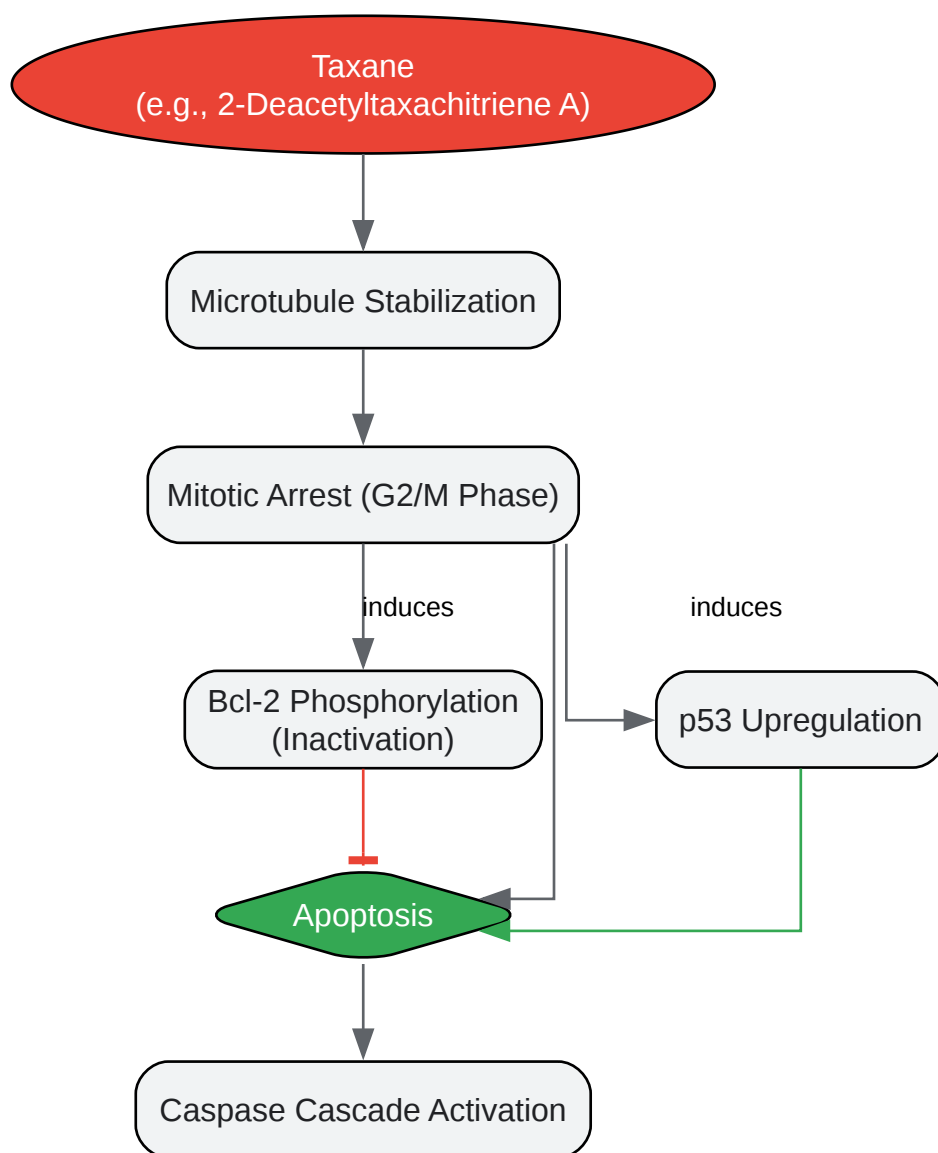 Taxane
(e.g., 2-Deacetyltaxachitriene A)
Microtubule Stabilization
Mitotic Arrest (G2/M Phase)
induces
induces
Bcl-2 Phosphorylation
(Inactivation)
p53 Upregulation
Apoptosis
Caspase Cascade Activation